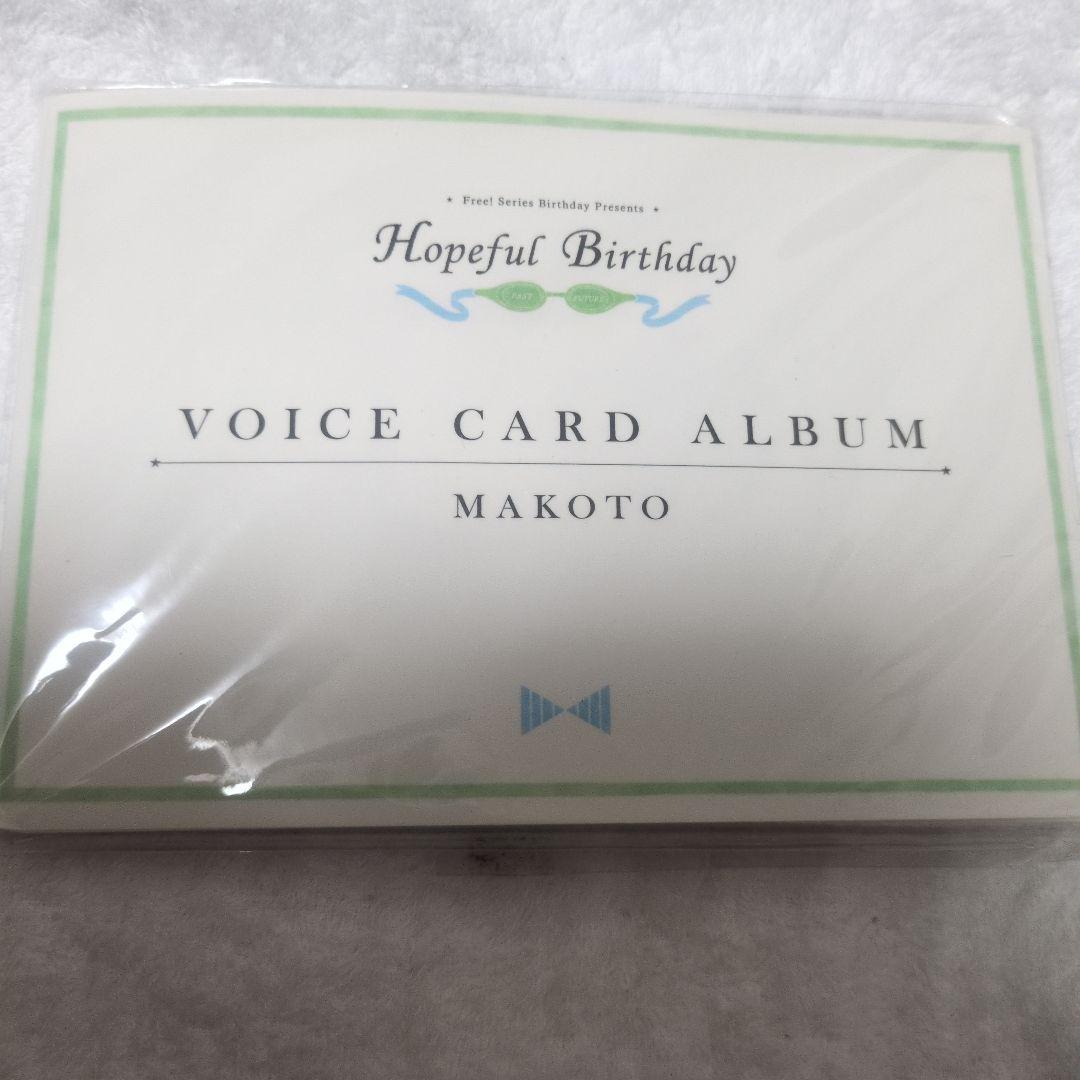 ★ Free! Series Birthday Presents ★
Hopeful Birthday
PAST FUTURE
VOICE CARD ALBUM
MAKOTO